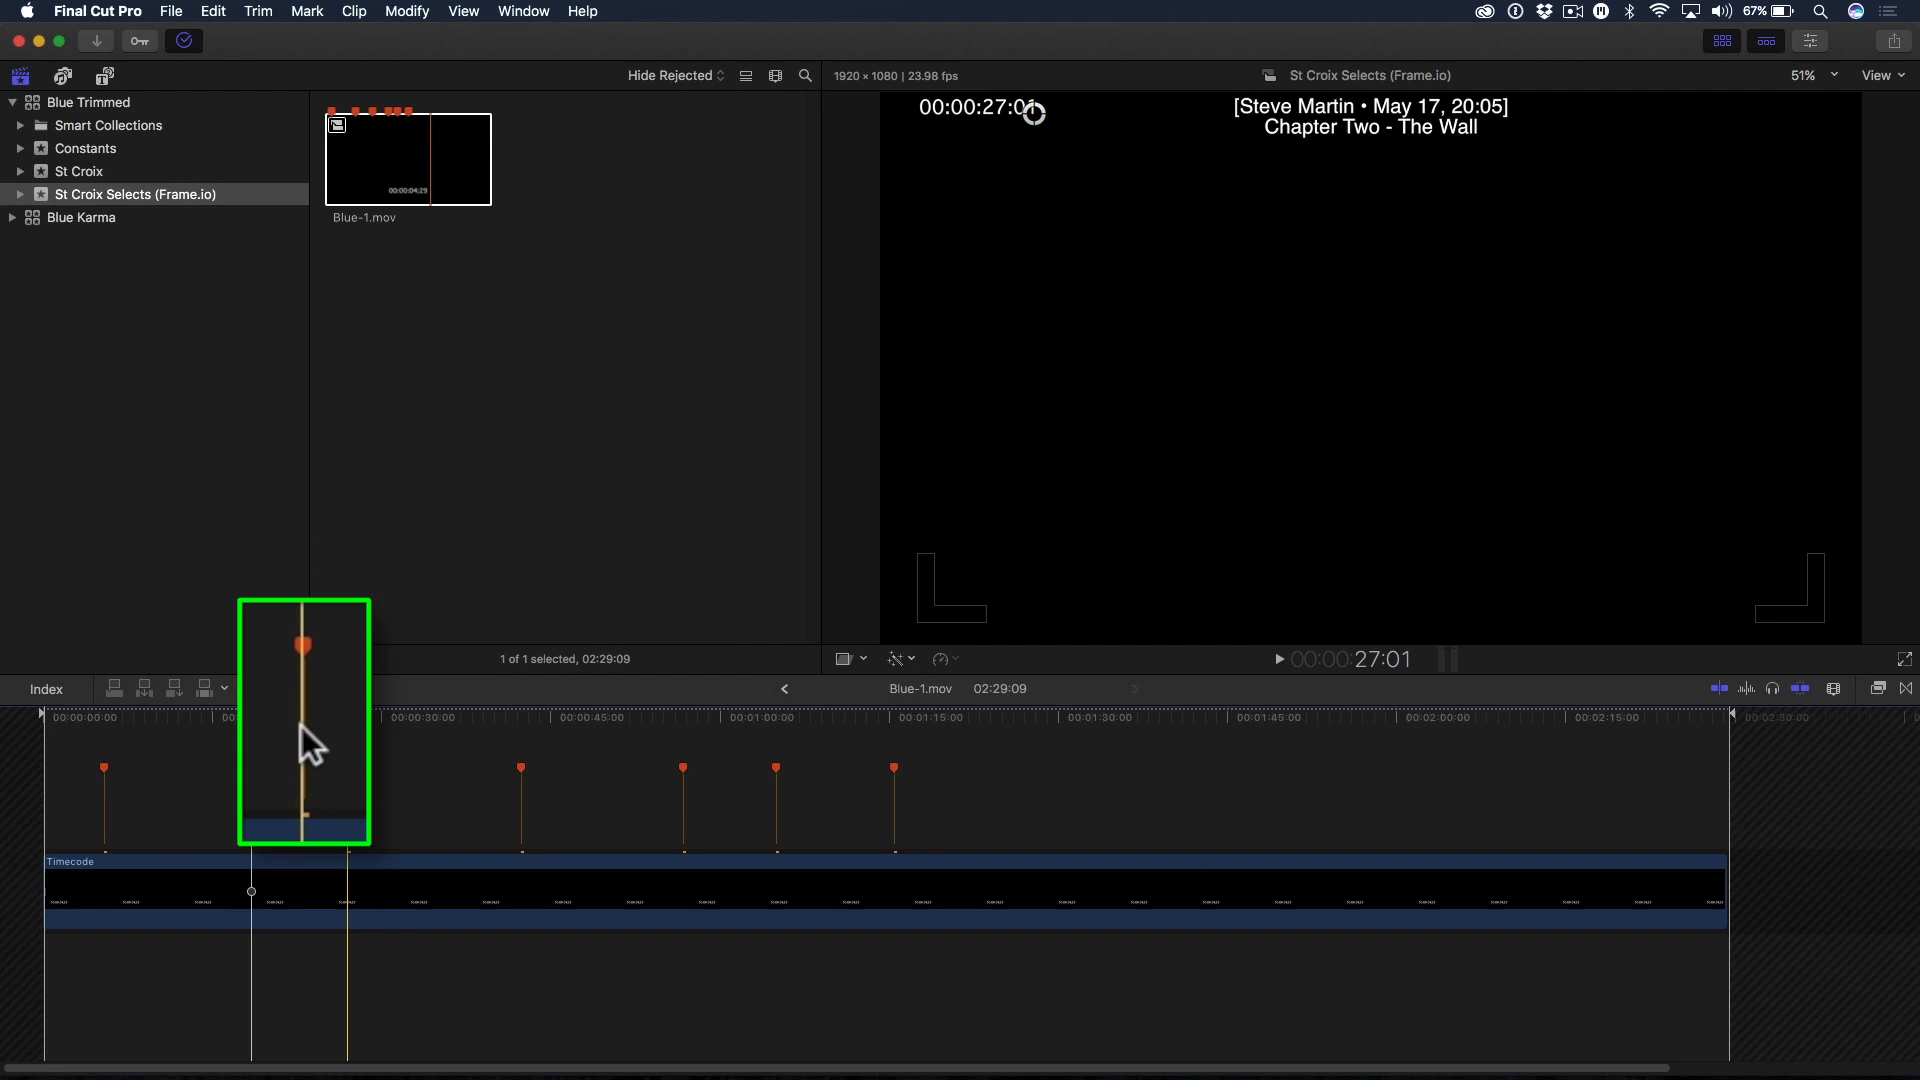 Final Cut Pro File Edit Trim Mark Clip Modify View Window Help 67%
Hide Rejected 1920 × 1080 | 23.98 fps St Croix Selects (Frame.io) 51% View
Blue Trimmed
Smart Collections
Constants
St Croix
St Croix Selects (Frame.io)
Blue Karma
00:00:04;29
Blue-1.mov
00:00:27:01
[Steve Martin • May 17, 20:05]
Chapter Two - The Wall
1 of 1 selected, 02:29:09
00:00:27:01
Index Blue-1.mov 02:29:09
00:00:00:00 00:00:30:00 00:00:45:00 00:01:00:00 00:01:15:00 00:01:30:00 00:01:45:00 00:02:00:00 00:02:15:00 00:02:30:00
Timecode